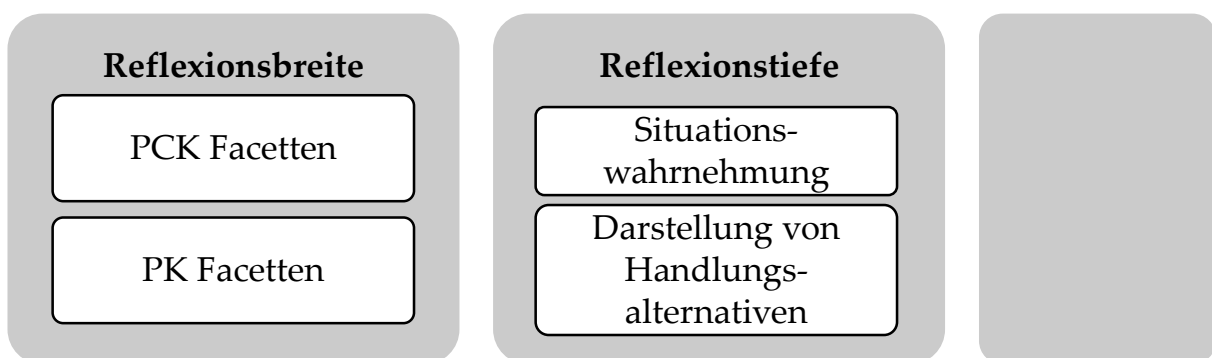 Reflexionsbreite
PCK Facetten
PK Facetten
Reflexionstiefe
Situations-
wahrnehmung
Darstellung von
Handlungs-
alternativen